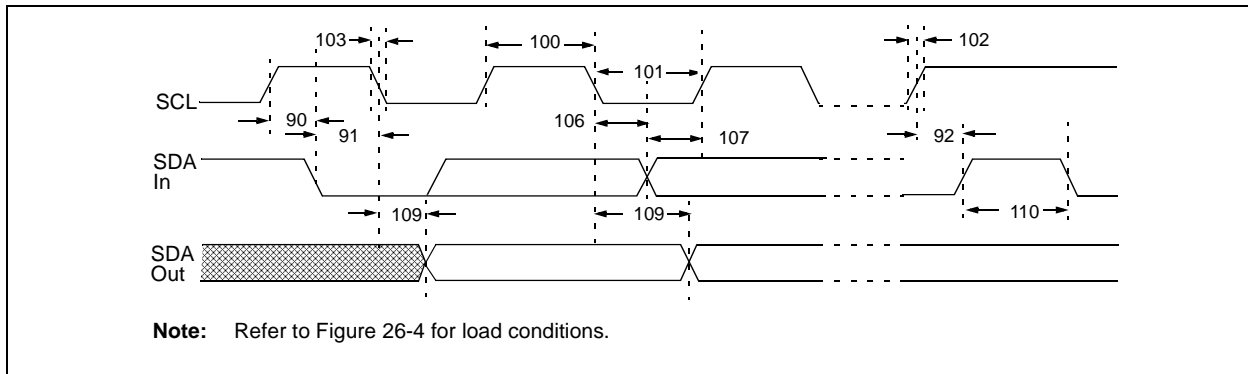 103
100
102
101
SCL
90
91
106
107
92
SDA
In
109
109
110
SDA
Out
Note: Refer to Figure 26-4 for load conditions.